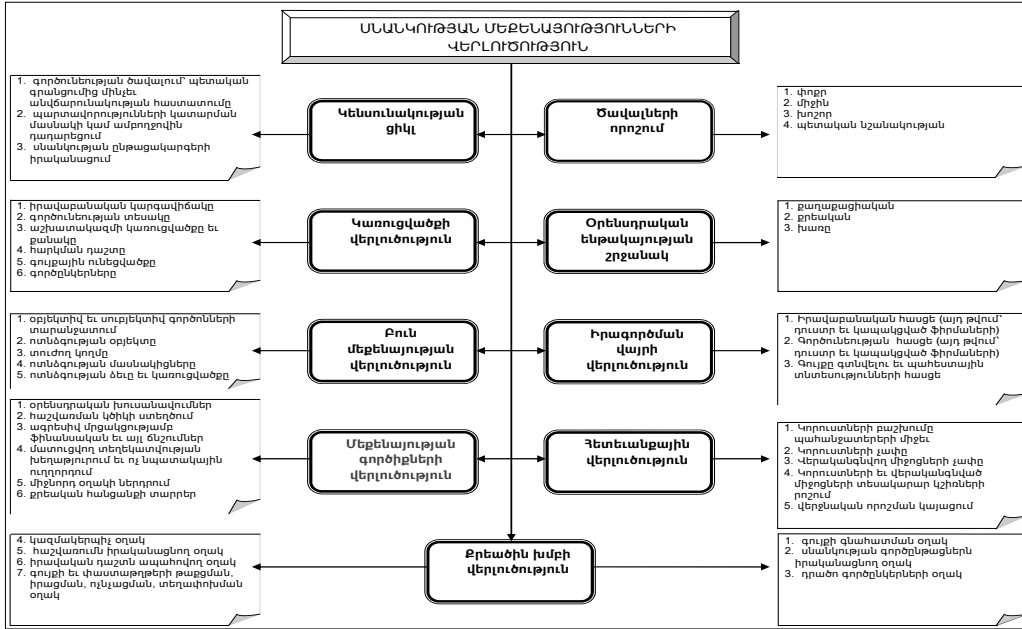 ՍՆԱՆԿՈՒԹՅԱՆ ՄԵՔԵՆԱՅՈՒԹՅՈՒՆՆԵՐԻ
ՎԵՐԼՈՒԾՈՒԹՅՈՒՆ
1. գործունեության ծավալում՝ պետական
գրանցումից մինչեւ
անվճարունակության հաստատումը
2. պարտավորությունների կատարման
մասնակի կամ ամբողջովին
դադարեցում
3. սնանկության ընթացակարգերի
իրականացում
Կենսունակության
ցիկլ
Ծավալների
որոշում
1. փոքր
2. միջին
3. խոշոր
4. պետական նշանակության
1. իրավաբանական կարգավիճակը
2. գործունեության տեսակը
3. աշխատակազմի կառուցվածքը եւ
քանակը
4. հարկման դաշտը
5. գույքային ունեցվածքը
6. գործընկերները
Կառուցվածքի
վերլուծություն
Օրենսդրական
ենթակայության
շրջանակ
1. քաղաքացիական
2. քրեական
3. խառը
1. օբյեկտիվ եւ սուբյեկտիվ գործոնների
տարանջատում
2. ոտնձգության օբյեկտը
3. տուժող կողմը
4. ոտնձգության մասնակիցները
5. ոտնձգության ձեւը եւ կառուցվածքը
Բուն
մեքենայության
վերլուծություն
Իրագործման
վայրի
վերլուծություն
1. Իրավաբանական հասցե (այդ թվում՝
դուստր եւ կապակցված ֆիրմաների)
2. Գործունեության հասցե (այդ թվում՝
դուստր եւ կապակցված ֆիրմաների)
3. Գույքը գտնվելու եւ պահեստային
տնտեսությունների հասցե
1. օրենսդրական խուսանավումներ
2. հաշվառման կծիկի ստեղծում
3. ագրեսիվ մրցակցությամբ
ֆինանսական եւ այլ ճնշումներ
4. մատուցվող տեղեկատվության
խեղաթյուրում եւ ոչ նպատակային
ուղղորդում
5. միջնորդ օղակի ներդրում
6. քրեական հանցանքի տարրեր
Մեքենայության
գործիքների
վերլուծություն
Հետեւանքային
վերլուծություն
1. Կորուստների բաշխումը
պահանջատերերի միջեւ
2. Կորուստների չափը
3. Վերականգնվող միջոցների չափը
4. Կորուստների եւ վերականգնված
միջոցների տեսակարար կշիռների
րոշում
5. վերջնական որոշման կայացում
4. կազմակերպիչ օղակ
5. հաշվառումն իրականացնող օղակ
6. իրավական դաշտն ապահովող օղակ
7. գույքի եւ փաստաթղթերի թաքցման,
իրացման, ոչնչացման, տեղափոխման
օղակ
Քրեածին խմբի
վերլուծություն
1. գույքի գնահատման օղակ
2. սնանկության գործընթացներն
իրականացնող օղակ
3. դրածո գործընկերների օղակ